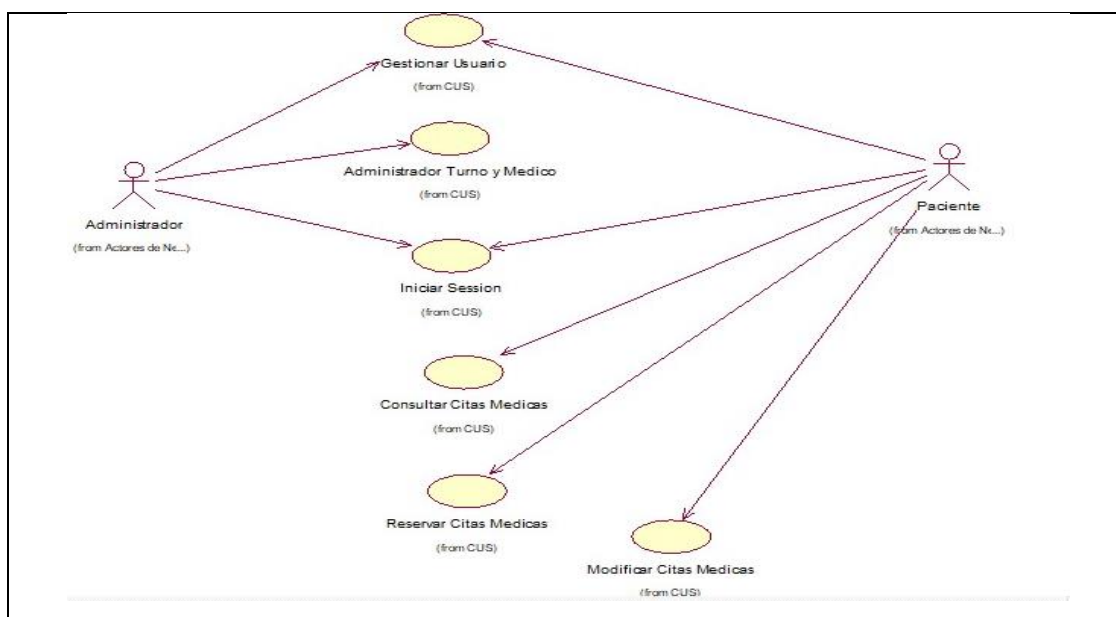 Gestionar Usuario
(from CUS)
Administrador Turno y Medico
(from CUS)
Administrador
(from Actores de Ne...)
Paciente
(from Actores de Ne...)
Iniciar Session
(from CUS)
Consultar Citas Medicas
(from CUS)
Reservar Citas Medicas
(from CUS)
Modificar Citas Medicas
(from CUS)